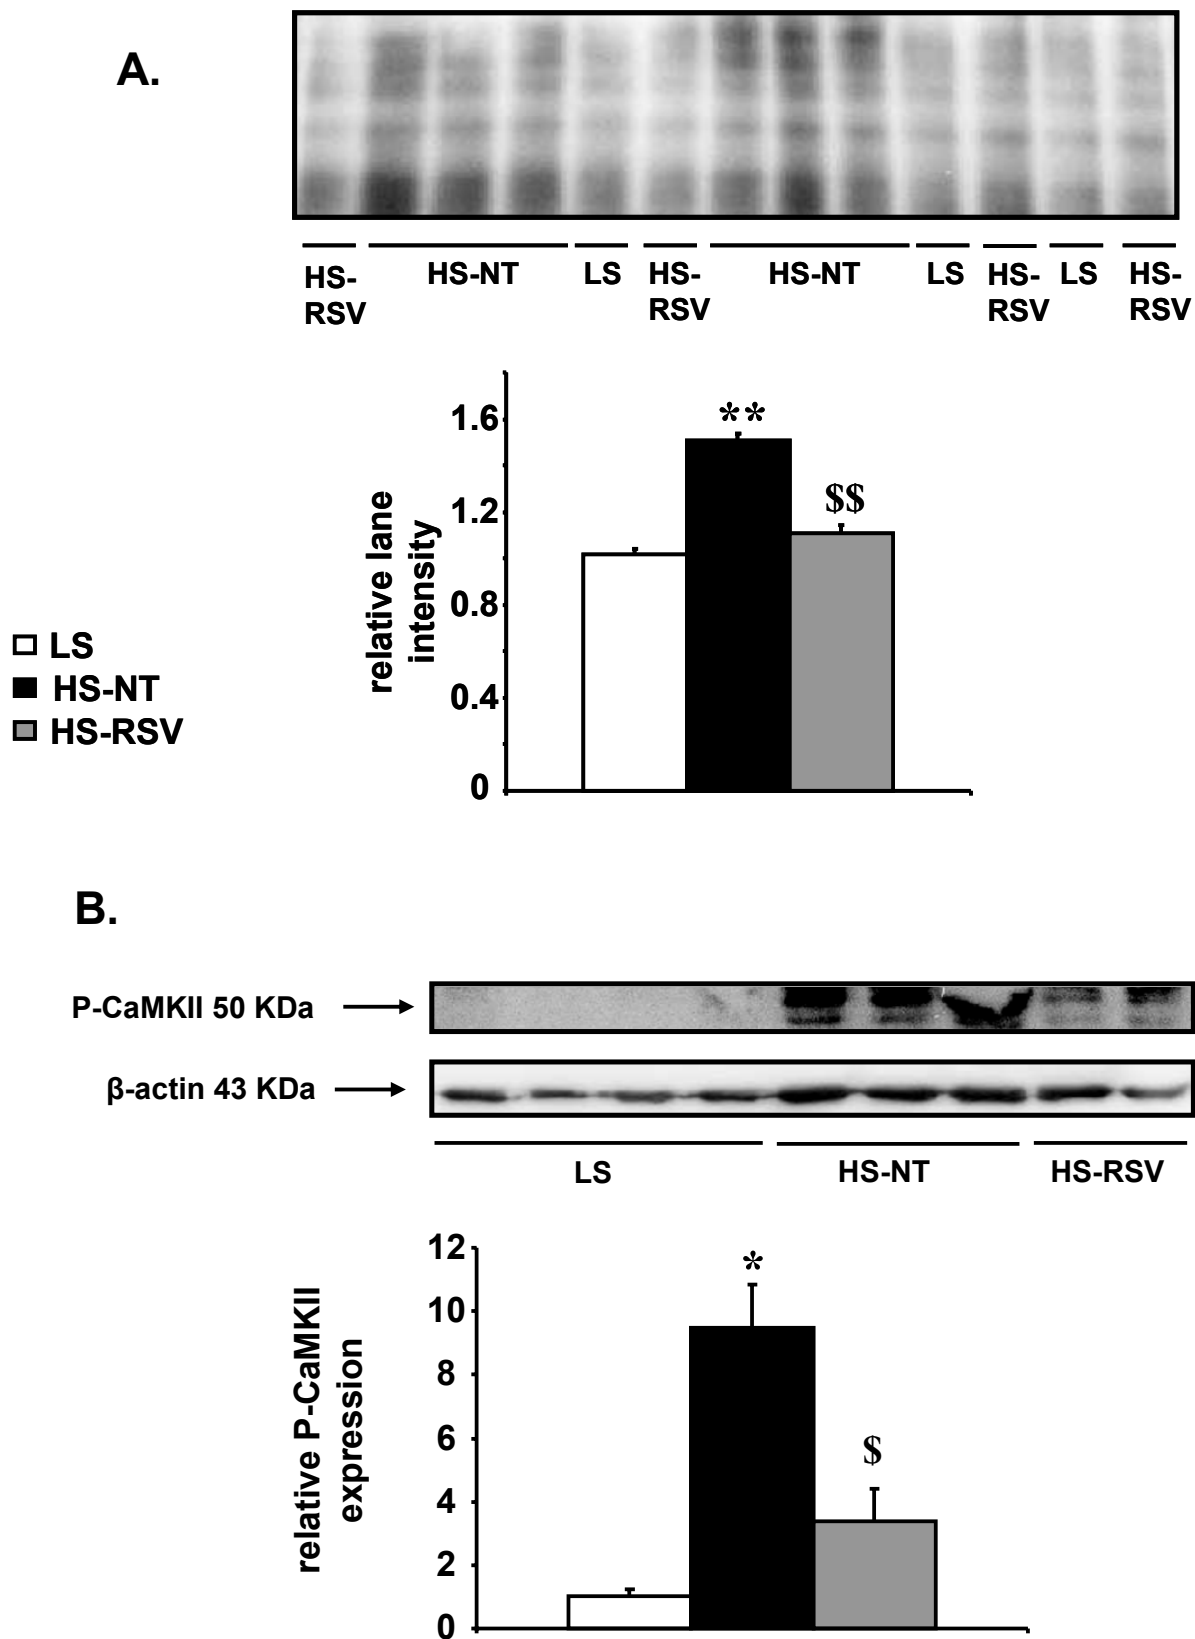 A.
HS-
RSV
HS-NT
LS
HS-
RSV
HS-NT
LS
HS-
RSV
LS
HS-
RSV
relative lane
intensity
1.6
1.2
0.8
0.4
0
**
$$
LS
HS-NT
HS-RSV
B.
P-CaMKII 50 KDa
β-actin 43 KDa
LS
HS-NT
HS-RSV
relative P-CaMKII
expression
12
10
8
6
4
2
0
*
$